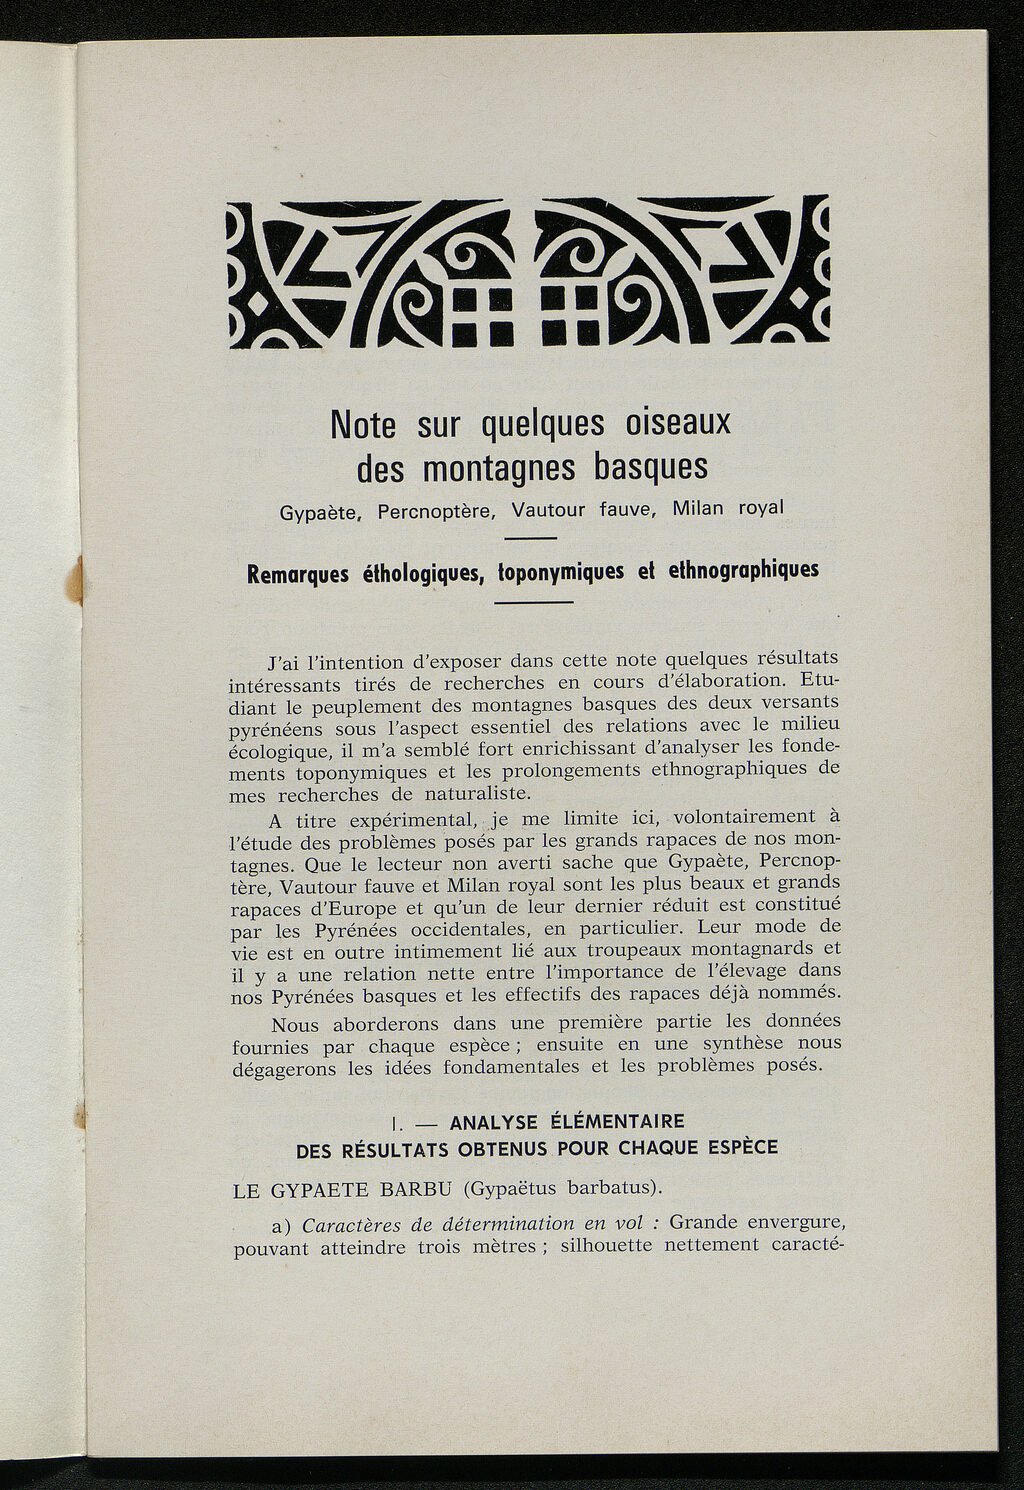 Note sur quelques oiseaux
des montagnes basques
Gypaète, Percnoptère, Vautour fauve, Milan royal
Remarques éthologiques, toponymiques et ethnographiques
J'ai l'intention d'exposer dans cette note quelques résultats
intéressants tirés de recherches en cours d'élaboration. Etu-
diant le peuplement des montagnes basques des deux versants
pyrénéens sous l'aspect essentiel des relations avec le milieu
écologique, il m'a semblé fort enrichissant d'analyser les fonde-
ments toponymiques et les prolongements ethnographiques de
mes recherches de naturaliste.
A titre expérimental, je me limite ici, volontairement à
l'étude des problèmes posés par les grands rapaces de nos mon-
tagnes. Que le lecteur non averti sache que Gypaète, Percnop-
tère, Vautour fauve et Milan royal sont les plus beaux et grands
rapaces d'Europe et qu'un de leur dernier réduit est constitué
par les Pyrénées occidentales, en particulier. Leur mode de
vie est en outre intimement lié aux troupeaux montagnards et
il y a une relation nette entre l'importance de l'élevage dans
nos Pyrénées basques et les effectifs des rapaces déjà nommés.
Nous aborderons dans une première partie les données
fournies par chaque espèce ; ensuite en une synthèse nous
dégagerons les idées fondamentales et les problèmes posés.
I. — ANALYSE ÉLÉMENTAIRE
DES RÉSULTATS OBTENUS POUR CHAQUE ESPÈCE
LE GYPAETE BARBU (Gypaëtus barbatus).
a) Caractères de détermination en vol : Grande envergure,
pouvant atteindre trois mètres ; silhouette nettement caracté-